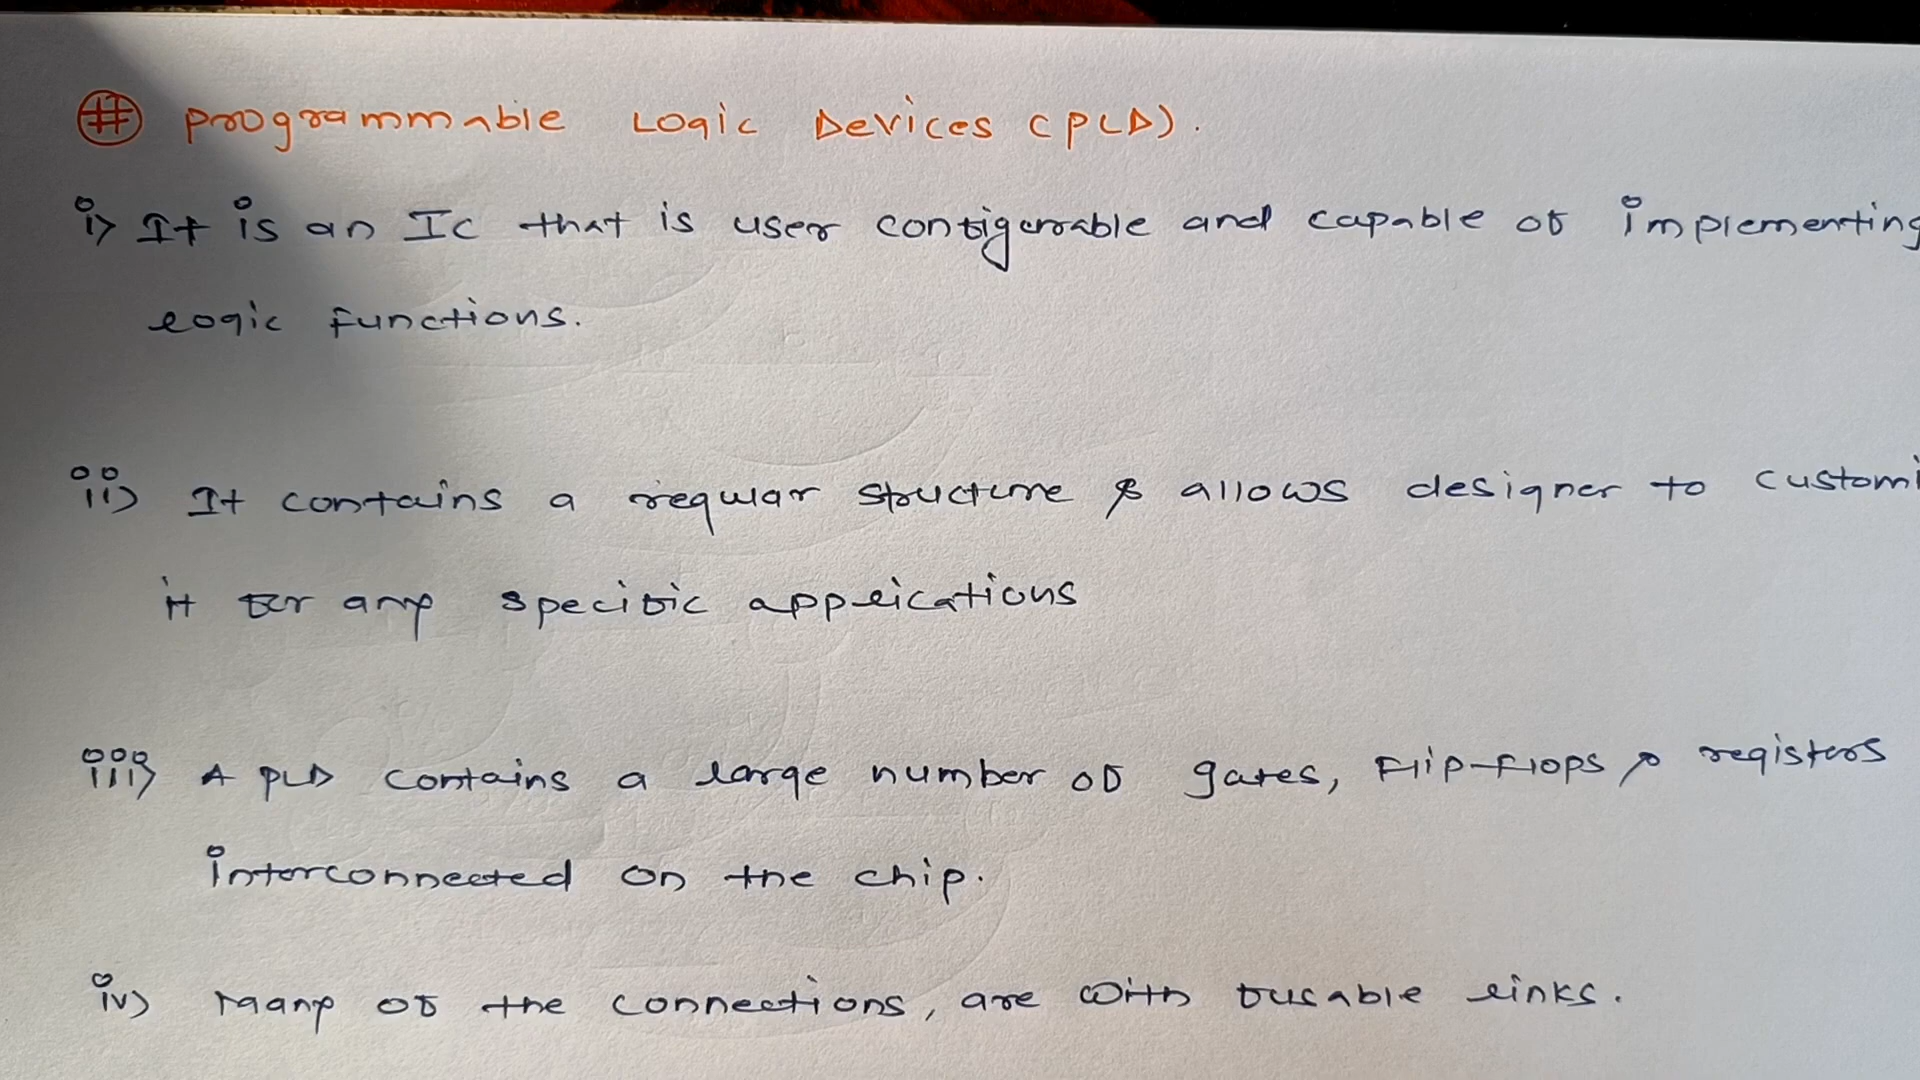 # Programmable Logic Devices (PLD).
i) It is an IC that is user configurable and capable of implementing
logic functions.
ii) It contains a regular structure & allows designer to customi
it for any specific applications
iii) A PLD contains a large number of gates, Flip-flops & registers
interconnected on the chip.
iv) Many of the connections, are with fusable links.